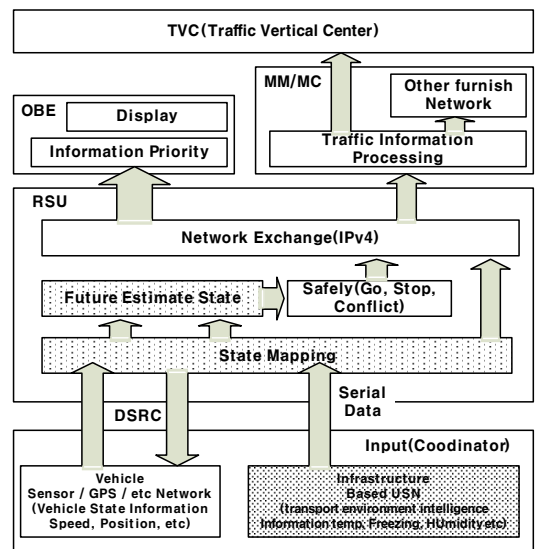 TVC(Traffic Vertical Center)
MM/MC
Other furnish
Network
OBE
Display
Information Priority
Traffic Information
Processing
RSU
Network Exchange(IPv4)
Future Estimate State
Safely(Go, Stop,
Conflict)
State Mapping
DSRC
Serial
Data
Input(Coodinator)
Vehicle
Sensor / GPS / etc Network
(Vehicle State Information
Speed, Position, etc)
Infrastructure
Based USN
(transport environment intelligence
Information temp, Freezing, HUmidity etc)